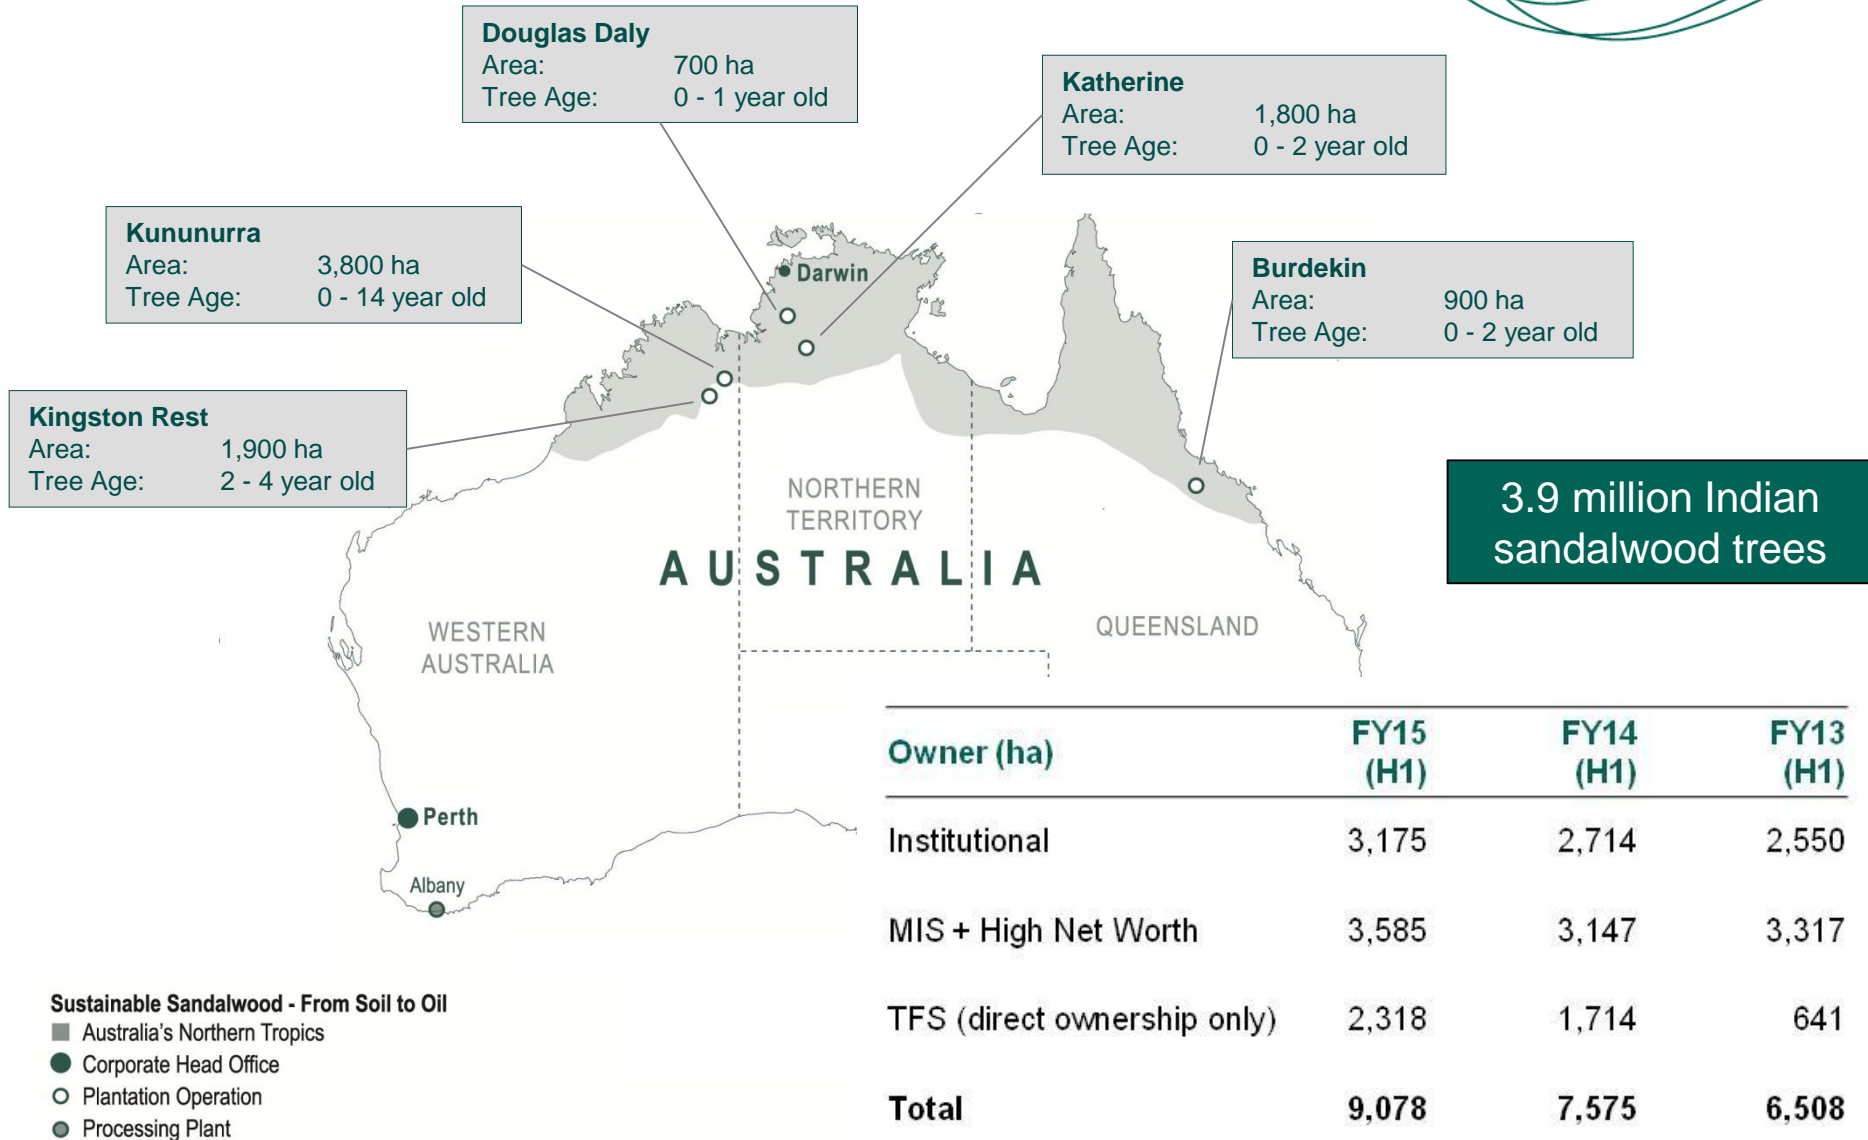 Douglas Daly
Area: 700 ha
Tree Age: 0 - 1 year old
Katherine
Area: 1,800 ha
Tree Age: 0 - 2 year old
Kununurra
Area: 3,800 ha
Tree Age: 0 - 14 year old
Burdekin
Area: 900 ha
Tree Age: 0 - 2 year old
Kingston Rest
Area: 1,900 ha
Tree Age: 2 - 4 year old
Darwin
NORTHERN
TERRITORY
AUSTRALIA
WESTERN
AUSTRALIA
QUEENSLAND
Perth
Albany
3.9 million Indian
sandalwood trees
Owner (ha) FY15 (H1) FY14 (H1) FY13 (H1)
Institutional 3,175 2,714 2,550
MIS + High Net Worth 3,585 3,147 3,317
TFS (direct ownership only) 2,318 1,714 641
Total 9,078 7,575 6,508
Sustainable Sandalwood - From Soil to Oil
Australia's Northern Tropics
Corporate Head Office
Plantation Operation
Processing Plant